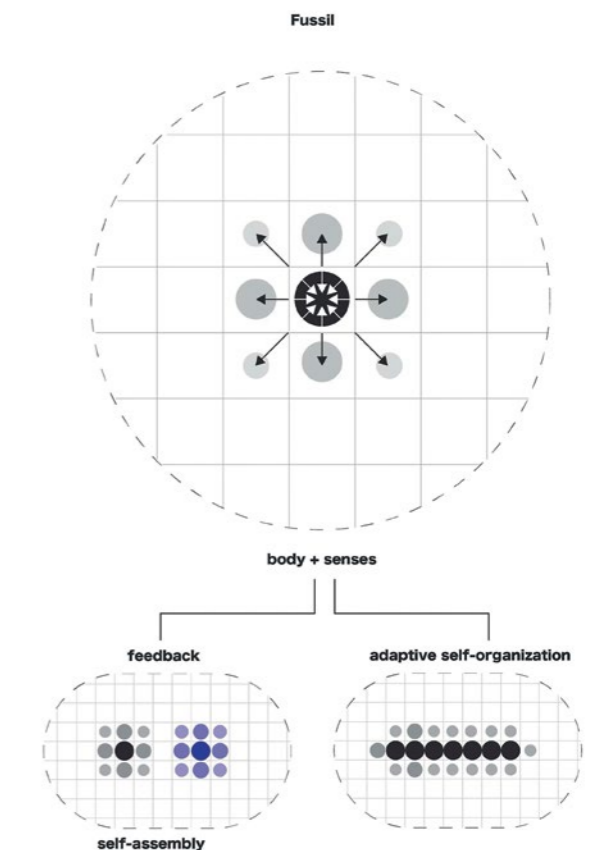 Fussil
body + senses
feedback
adaptive self-organization
self-assembly